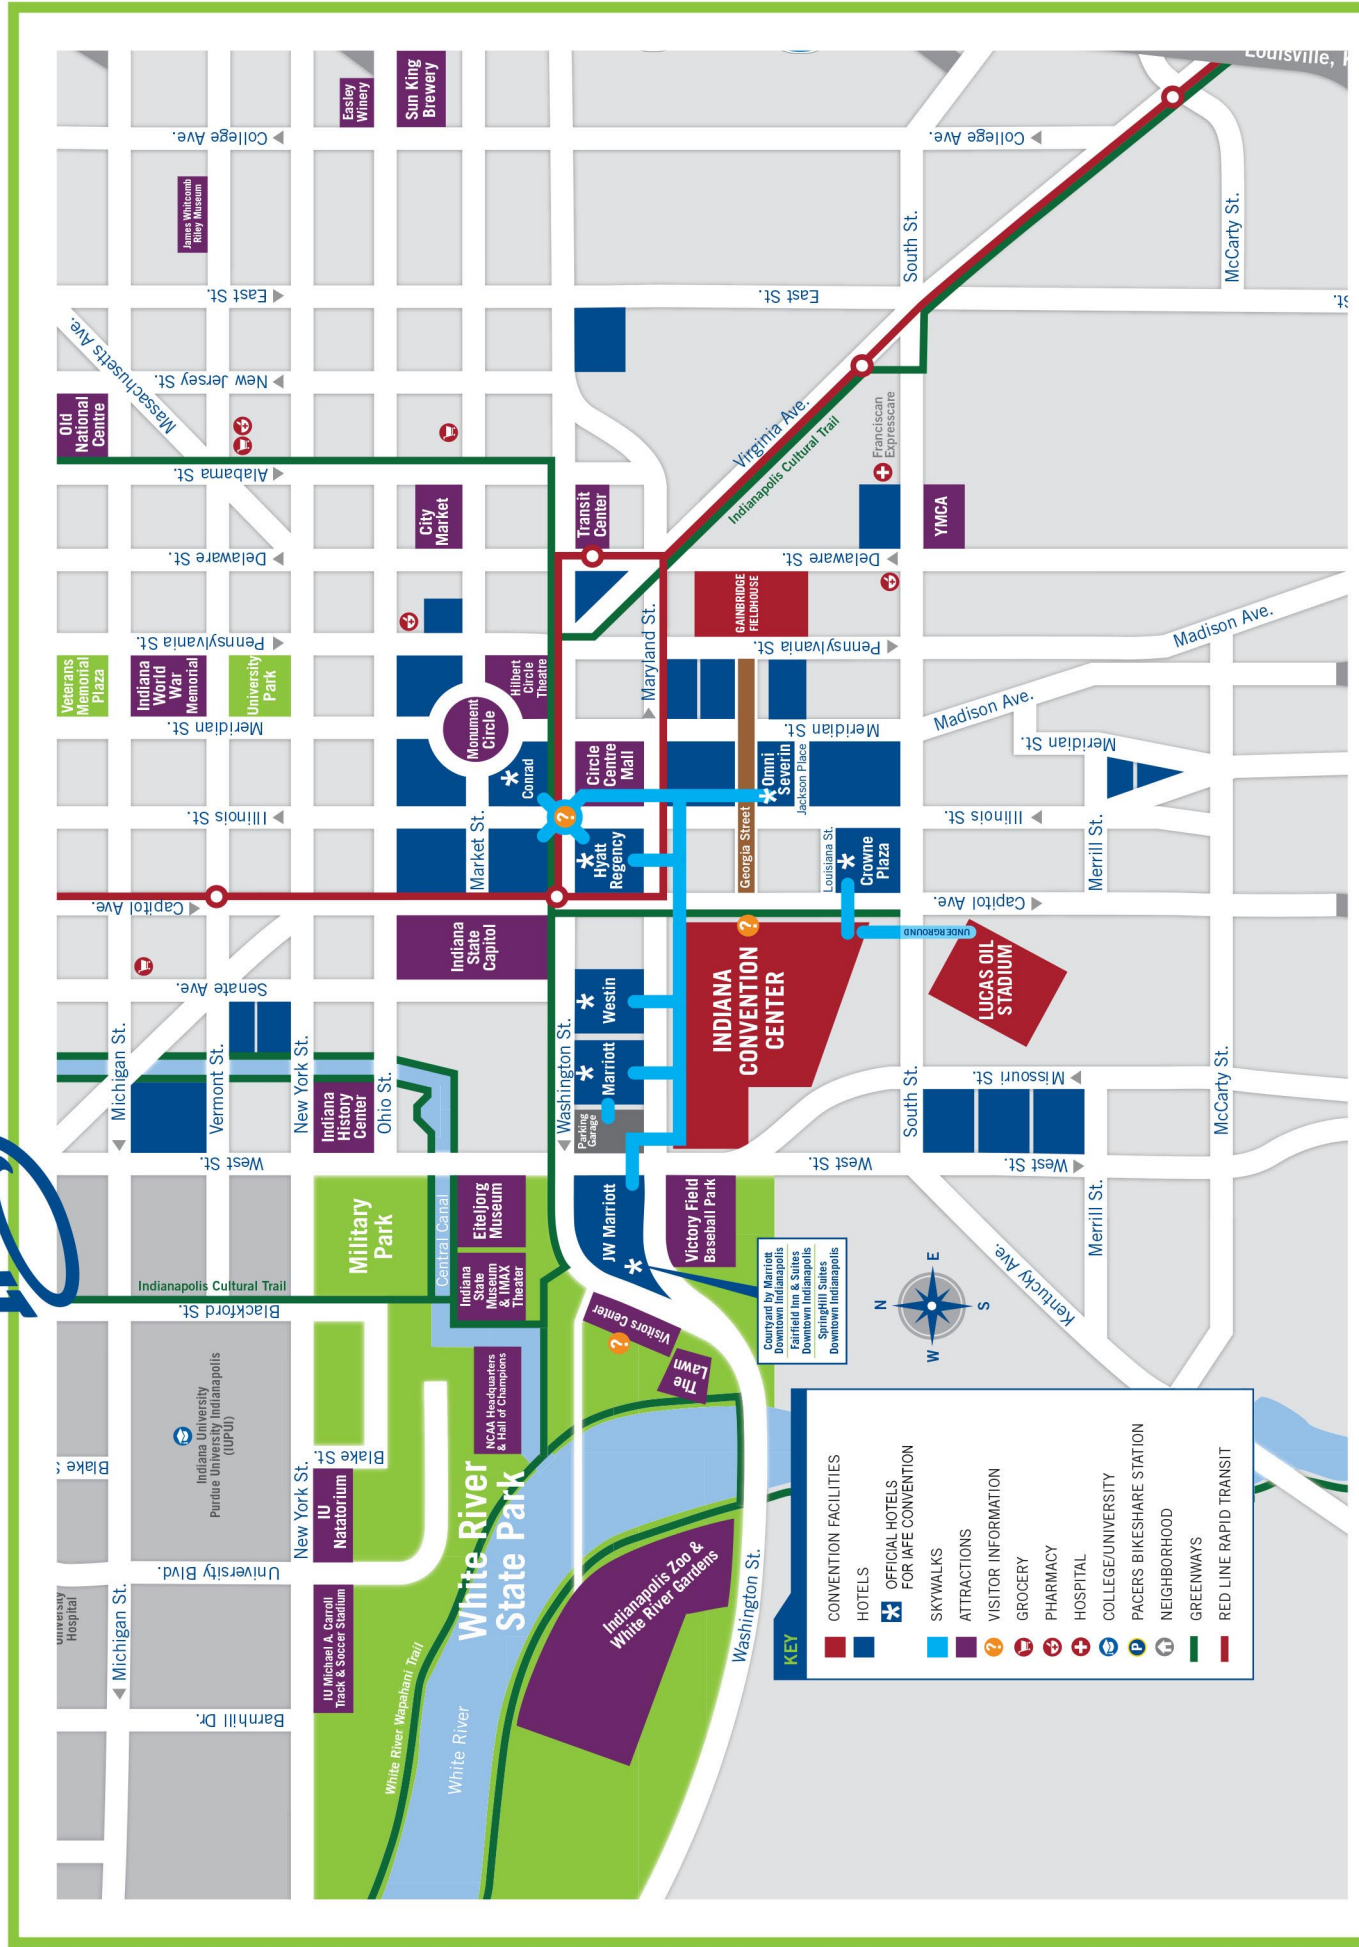 Easley
Winery
Sun King
Brewery
Louisville,
College Ave.
College Ave.
James Whitcomb
Riley Museum
South St.
McCarty St.
East St.
East St.
St.
Massachusetts Ave.
New Jersey St.
Old
National
Centre
Alabama St.
Virginia Ave.
Indianapolis Cultural Trail
Franciscan
Expresscare
City
Market
Transit
Center
YMCA
Delaware St.
Delaware St.
GAINBRIDGE
FIELDHOUSE
Pennsylvania St.
Pennsylvania St.
Maryland St.
Madison Ave.
Madison Ave.
Veterans
Memorial
Plaza
Indiana
World
War
Memorial
University
Park
Hilbert
Circle
Theatre
Monument
Circle
Meridian St.
Meridian St.
Meridian St.
Conrad
Circle
Centre
Mall
Omni
Severin
Jackson Place
Illinois St.
Illinois St.
Market St.
?
Hyatt
Regency
Georgia Street
Louisiana St.
Crowne
Plaza
Merrill St.
Capitol Ave.
Capitol Ave.
Indiana
State
Capitol
?
UNDERGROUND
LUCAS OIL
STADIUM
INDIANA
CONVENTION
CENTER
Senate Ave.
Westin
Marriott
Parking
Garage
Washington St.
Michigan St.
Vermont St.
New York St.
Ohio St.
Indiana
History
Center
Missouri St.
South St.
McCarty St.
West St.
West St.
West St.
Military
Park
Central Canal
Eiteljorg
Museum
Indiana
State
Museum
& IMAX
Theater
JW Marriott
Victory Field
Baseball Park
Merrill St.
Kentucky Ave.
Indianapolis Cultural Trail
Blackford St.
Visitors Center
?
The
Lawn
Courtyard by Marriott
Downtown Indianapolis
Fairfield Inn & Suites
Downtown Indianapolis
SpringHill Suites
Downtown Indianapolis
N
E
S
W
Indiana University
Purdue University Indianapolis
(IUPUI)
NCAA Headquarters
& Hall of Champions
Blake St.
Blake S
New York St.
IU
Natatorium
White River
State Park
University Blvd.
University
Hospital
Michigan St.
IU Michael A. Carroll
Track & Soccer Stadium
Barnhill Dr.
White River Wapahani Trail
White River
Indianapolis Zoo &
White River Gardens
Washington St.
KEY
CONVENTION FACILITIES
HOTELS
OFFICIAL HOTELS
FOR IAFE CONVENTION
SKYWALKS
ATTRACTIONS
? VISITOR INFORMATION
GROCERY
PHARMACY
HOSPITAL
COLLEGE/UNIVERSITY
P PACERS BIKESHARE STATION
NEIGHBORHOOD
GREENWAYS
RED LINE RAPID TRANSIT